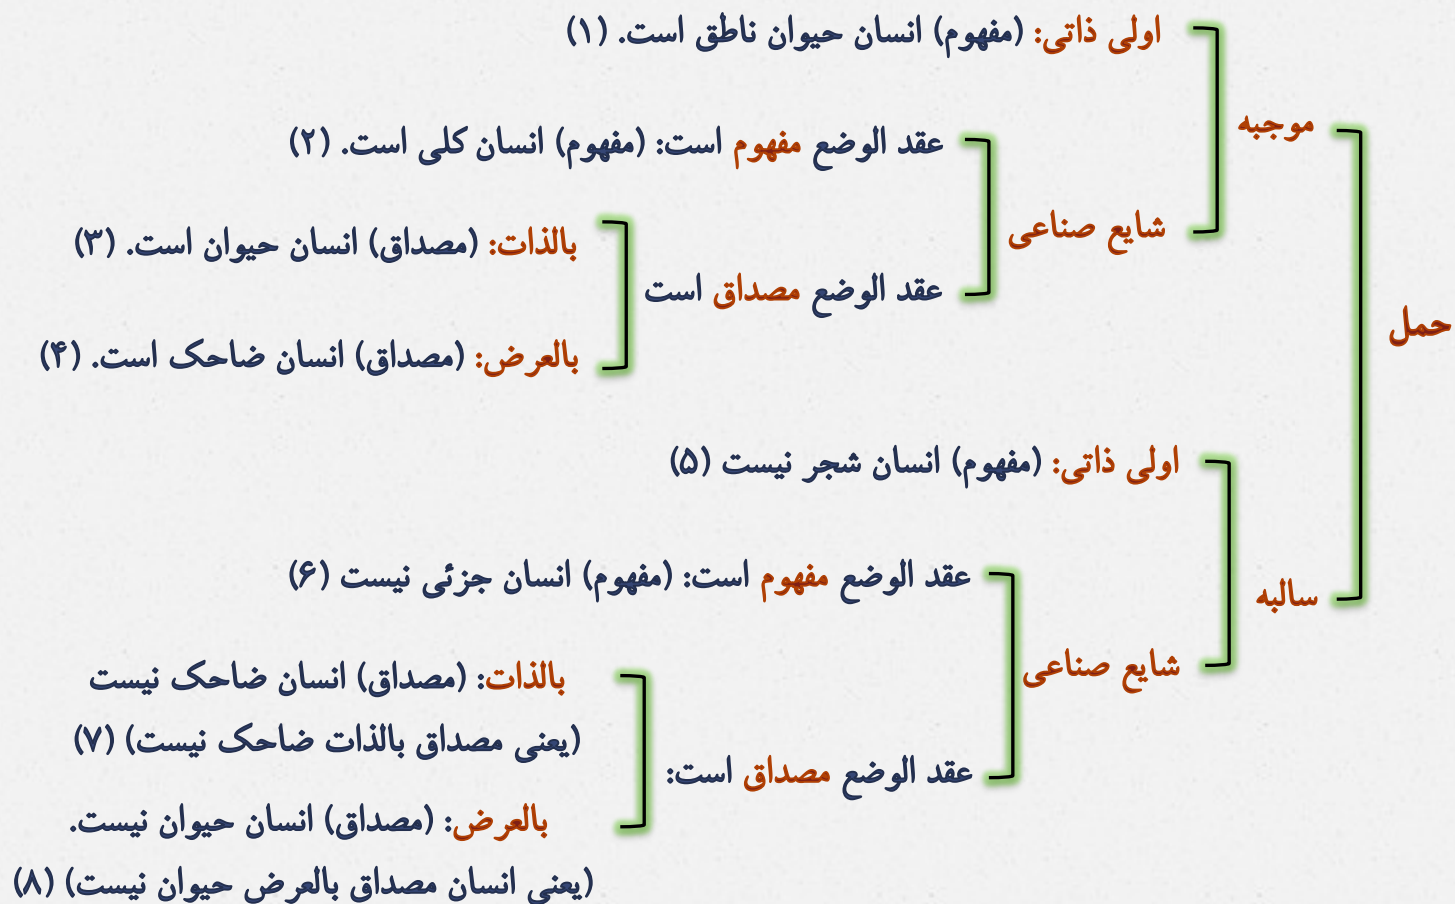 حمل
موجبه
اولی ذاتی: (مفهوم) انسان حیوان ناطق است. (۱)
شایع صناعی
عقد الوضع مفهوم است: (مفهوم) انسان کلی است. (۲)
عقد الوضع مصداق است
بالذات: (مصداق) انسان حیوان است. (۳)
بالعرض: (مصداق) انسان ضاحک است. (۴)
سالبه
اولی ذاتی: (مفهوم) انسان شجر نیست (۵)
شایع صناعی
عقد الوضع مفهوم است: (مفهوم) انسان جزئی نیست (۶)
عقد الوضع مصداق است:
بالذات: (مصداق) انسان ضاحک نیست
(یعنی مصداق بالذات ضاحک نیست) (۷)
بالعرض: (مصداق) انسان حیوان نیست.
(یعنی انسان مصداق بالعرض حیوان نیست) (۸)